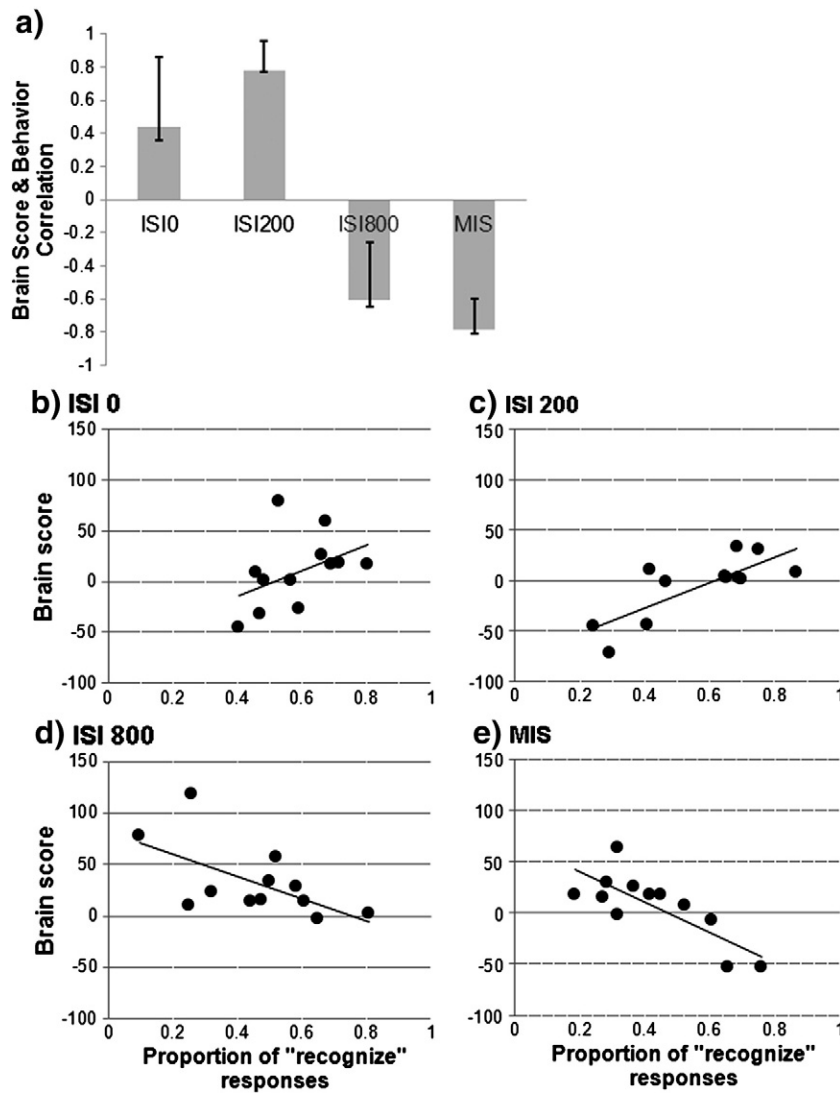 a)
1
0.8
0.6
0.4
0.2
0
-0.2
-0.4
-0.6
-0.8
-1
Brain Score & Behavior
Correlation
ISI0 ISI200 ISI800 MIS
b) ISI 0
150
100
50
0
-50
-100
Brain score
0 0.2 0.4 0.6 0.8 1
c) ISI 200
150
100
50
0
-50
-100
0 0.2 0.4 0.6 0.8 1
d) ISI 800
150
100
50
0
-50
-100
Brain score
0 0.2 0.4 0.6 0.8 1
Proportion of "recognize"
responses
e) MIS
150
100
50
0
-50
-100
0 0.2 0.4 0.6 0.8 1
Proportion of "recognize"
responses